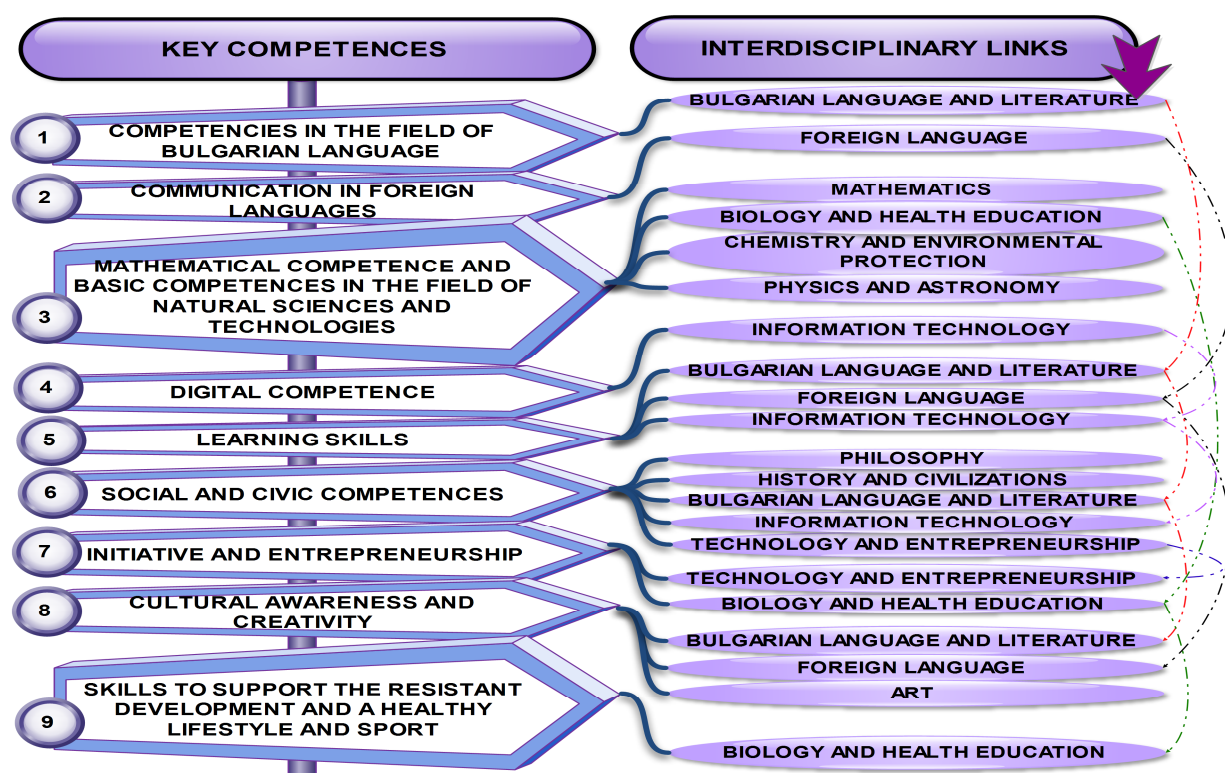 KEY COMPETENCES
1
COMPETENCIES IN THE FIELD OF
BULGARIAN LANGUAGE
2
COMMUNICATION IN FOREIGN
LANGUAGES
3
MATHEMATICAL COMPETENCE AND
BASIC COMPETENCES IN THE FIELD OF
NATURAL SCIENCES AND
TECHNOLOGIES
4
DIGITAL COMPETENCE
5
LEARNING SKILLS
6
SOCIAL AND CIVIC COMPETENCES
7
INITIATIVE AND ENTREPRENEURSHIP
8
CULTURAL AWARENESS AND
CREATIVITY
9
SKILLS TO SUPPORT THE RESISTANT
DEVELOPMENT AND A HEALTHY
LIFESTYLE AND SPORT
INTERDISCIPLINARY LINKS
BULGARIAN LANGUAGE AND LITERATURE
FOREIGN LANGUAGE
MATHEMATICS
BIOLOGY AND HEALTH EDUCATION
CHEMISTRY AND ENVIRONMENTAL
PROTECTION
PHYSICS AND ASTRONOMY
INFORMATION TECHNOLOGY
BULGARIAN LANGUAGE AND LITERATURE
FOREIGN LANGUAGE
INFORMATION TECHNOLOGY
PHILOSOPHY
HISTORY AND CIVILIZATIONS
BULGARIAN LANGUAGE AND LITERATURE
INFORMATION TECHNOLOGY
TECHNOLOGY AND ENTREPRENEURSHIP
TECHNOLOGY AND ENTREPRENEURSHIP
BIOLOGY AND HEALTH EDUCATION
BULGARIAN LANGUAGE AND LITERATURE
FOREIGN LANGUAGE
ART
BIOLOGY AND HEALTH EDUCATION